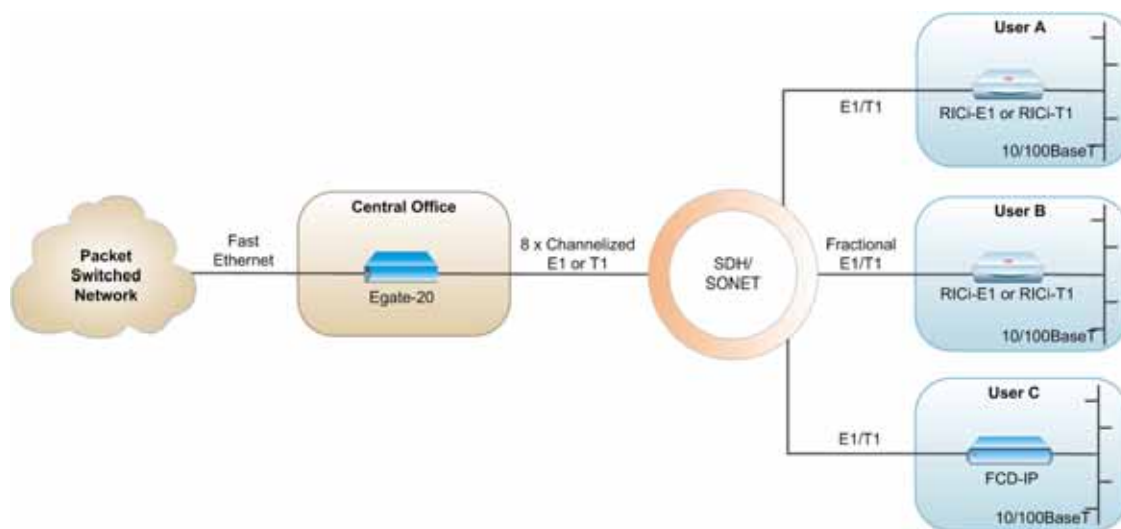 Packet
Switched
Network
Fast
Ethernet
Central Office
Egate-20
8 x Channelized
E1 or T1
SDH/
SONET
E1/T1
User A
RICi-E1 or RICi-T1
10/100BaseT
Fractional
E1/T1
User B
RICi-E1 or RICi-T1
10/100BaseT
E1/T1
User C
FCD-IP
10/100BaseT